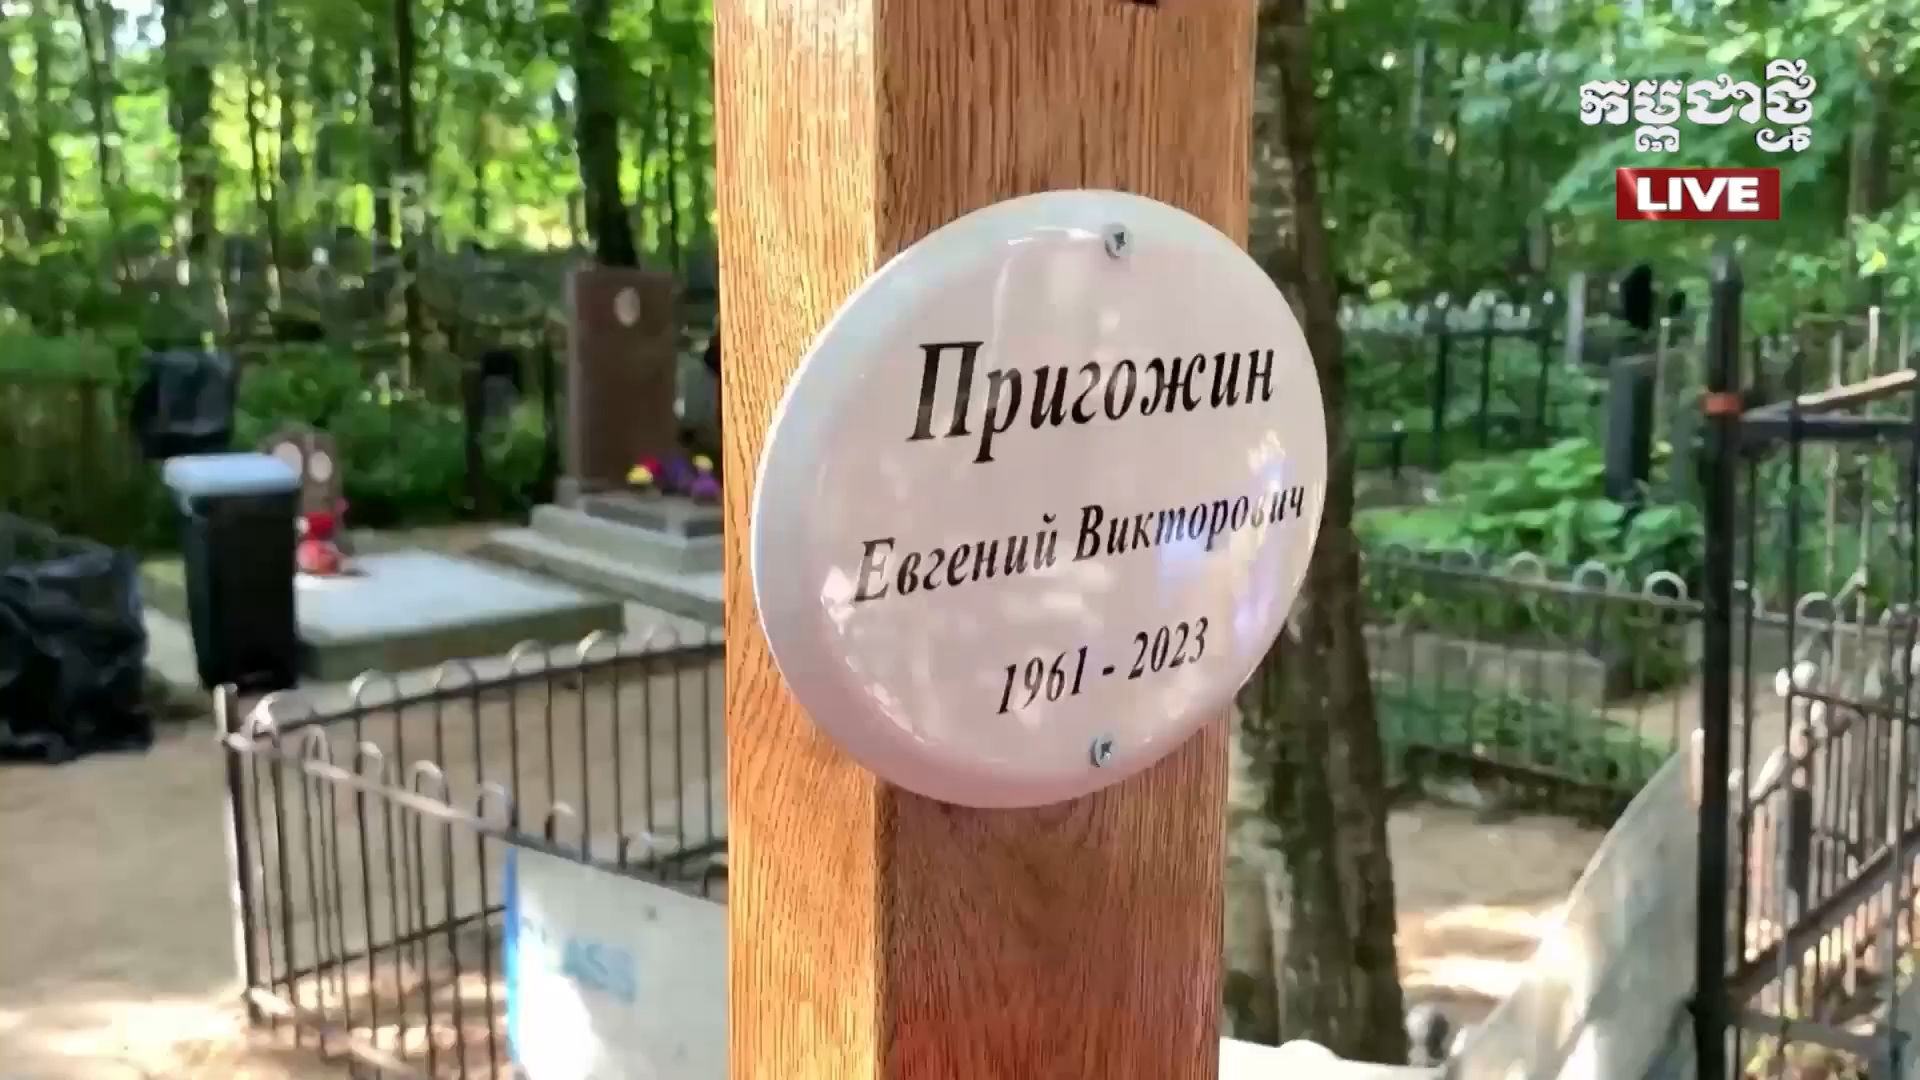 កម្ពុជាថ្មី
LIVE
Пригожин
Евгений Викторович
1961 - 2023